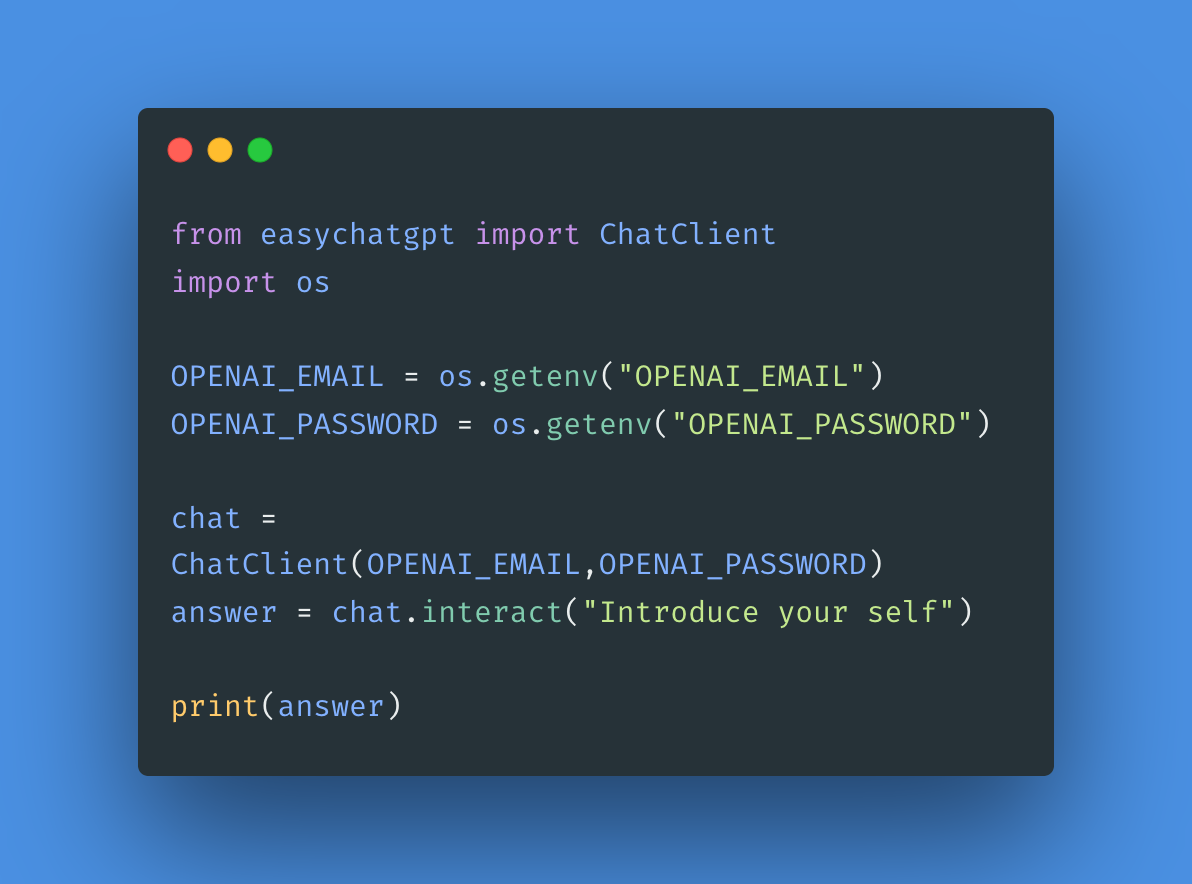 from easychatgpt import ChatClient
import os
OPENAI_EMAIL = os.getenv("OPENAI_EMAIL")
OPENAI_PASSWORD = os.getenv("OPENAI_PASSWORD")
chat =
ChatClient(OPENAI_EMAIL,OPENAI_PASSWORD)
answer = chat.interact("Introduce your self")
print(answer)